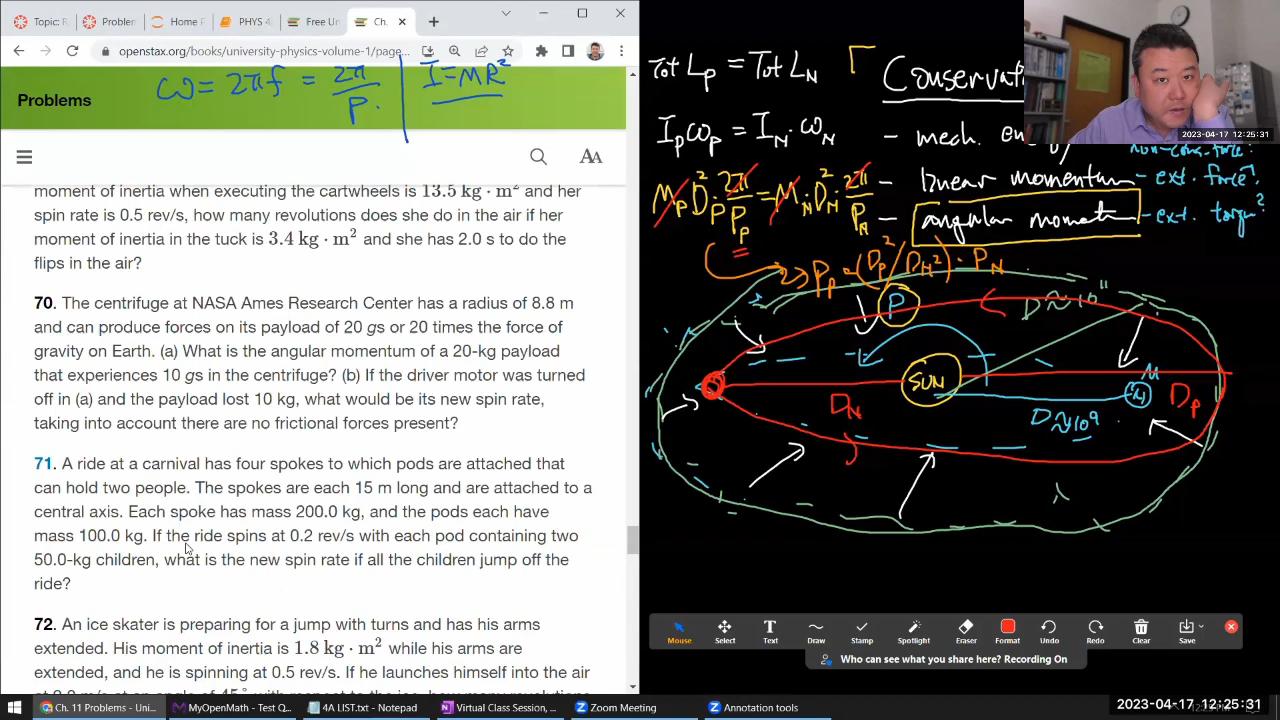 Topic: R
Problem
Home F
PHYS 4
Free Un
Ch.
openstax.org/books/university-physics-volume-1/page...
Problems
ω = 2πf = 2π/P.
I = MR²
moment of inertia when executing the cartwheels is 13.5 kg · m² and her
spin rate is 0.5 rev/s, how many revolutions does she do in the air if her
moment of inertia in the tuck is 3.4 kg · m² and she has 2.0 s to do the
flips in the air?
70. The centrifuge at NASA Ames Research Center has a radius of 8.8 m
and can produce forces on its payload of 20 gs or 20 times the force of
gravity on Earth. (a) What is the angular momentum of a 20-kg payload
that experiences 10 gs in the centrifuge? (b) If the driver motor was turned
off in (a) and the payload lost 10 kg, what would be its new spin rate,
taking into account there are no frictional forces present?
71. A ride at a carnival has four spokes to which pods are attached that
can hold two people. The spokes are each 15 m long and are attached to a
central axis. Each spoke has mass 200.0 kg, and the pods each have
mass 100.0 kg. If the ride spins at 0.2 rev/s with each pod containing two
50.0-kg children, what is the new spin rate if all the children jump off the
ride?
72. An ice skater is preparing for a jump with turns and has his arms
extended. His moment of inertia is 1.8 kg · m² while his arms are
extended, and he is spinning at 0.5 rev/s. If he launches himself into the air
Tot L_P = Tot L_N
I_P ω_P = I_N · ω_N
- mech.
- linear momentum - ext. force?
angular moment - ext. torque?
SUN
P
N
D_N
D_P
D≈10⁹
2023-04-17 12:25:31
Mouse
Select
Text
Draw
Stamp
Spotlight
Eraser
Format
Undo
Redo
Clear
Save
Who can see what you share here? Recording On
Ch. 11 Problems - Uni...
MyOpenMath - Test Q...
4A LIST.txt - Notepad
Virtual Class Session, ...
Zoom Meeting
Annotation tools
2023-04-17 12:25:31